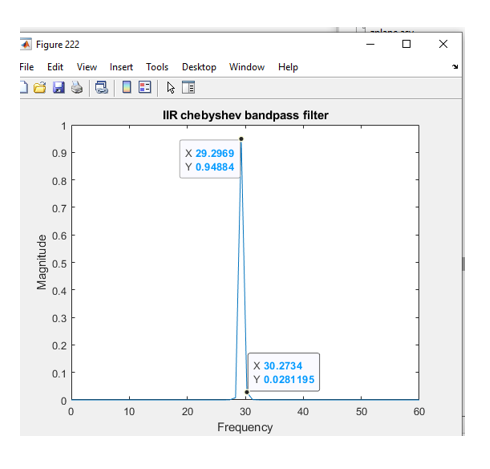 Figure 222
File Edit View Insert Tools Desktop Window Help
IIR chebyshev bandpass filter
1
0.9
0.8
0.7
0.6
0.5
0.4
0.3
0.2
0.1
0
Magnitude
X 29.2969
Y 0.94884
X 30.2734
Y 0.0281195
0 10 20 30 40 50 60
Frequency